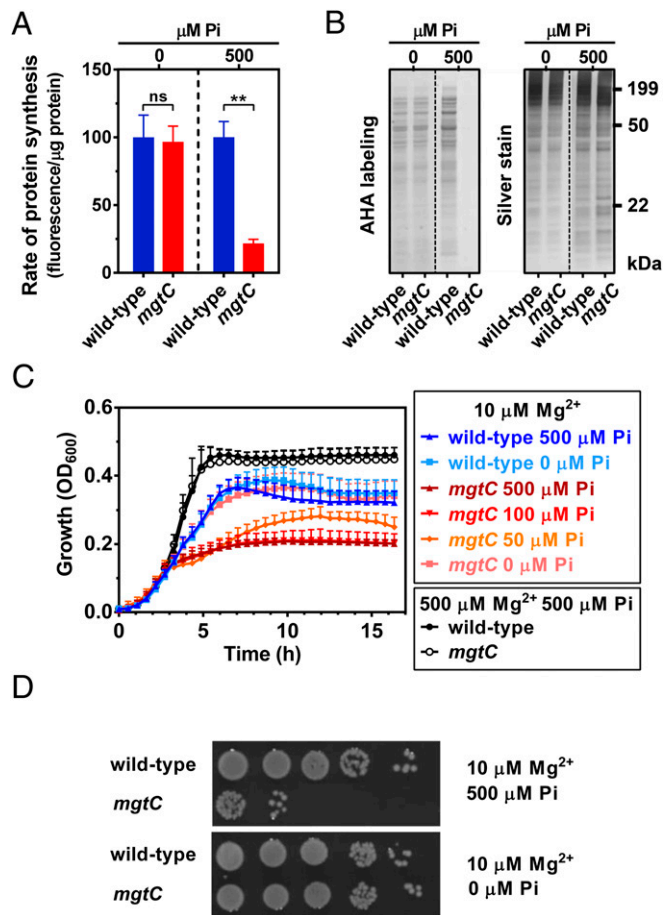 A
μM Pi
0 500
Rate of protein synthesis
(fluorescence/μg protein)
150
100
50
0
ns
**
wild-type
mgtC
wild-type
mgtC
B
μM Pi
0 500
μM Pi
0 500
AHA labeling
Silver stain
199
50
22
kDa
wild-type
mgtC
wild-type
mgtC
wild-type
mgtC
wild-type
mgtC
C
Growth (OD600)
0.6
0.4
0.2
0.0
0 5 10 15
Time (h)
10 μM Mg2+
wild-type 500 μM Pi
wild-type 0 μM Pi
mgtC 500 μM Pi
mgtC 100 μM Pi
mgtC 50 μM Pi
mgtC 0 μM Pi
500 μM Mg2+ 500 μM Pi
wild-type
mgtC
D
wild-type
mgtC
10 μM Mg2+
500 μM Pi
wild-type
mgtC
10 μM Mg2+
0 μM Pi